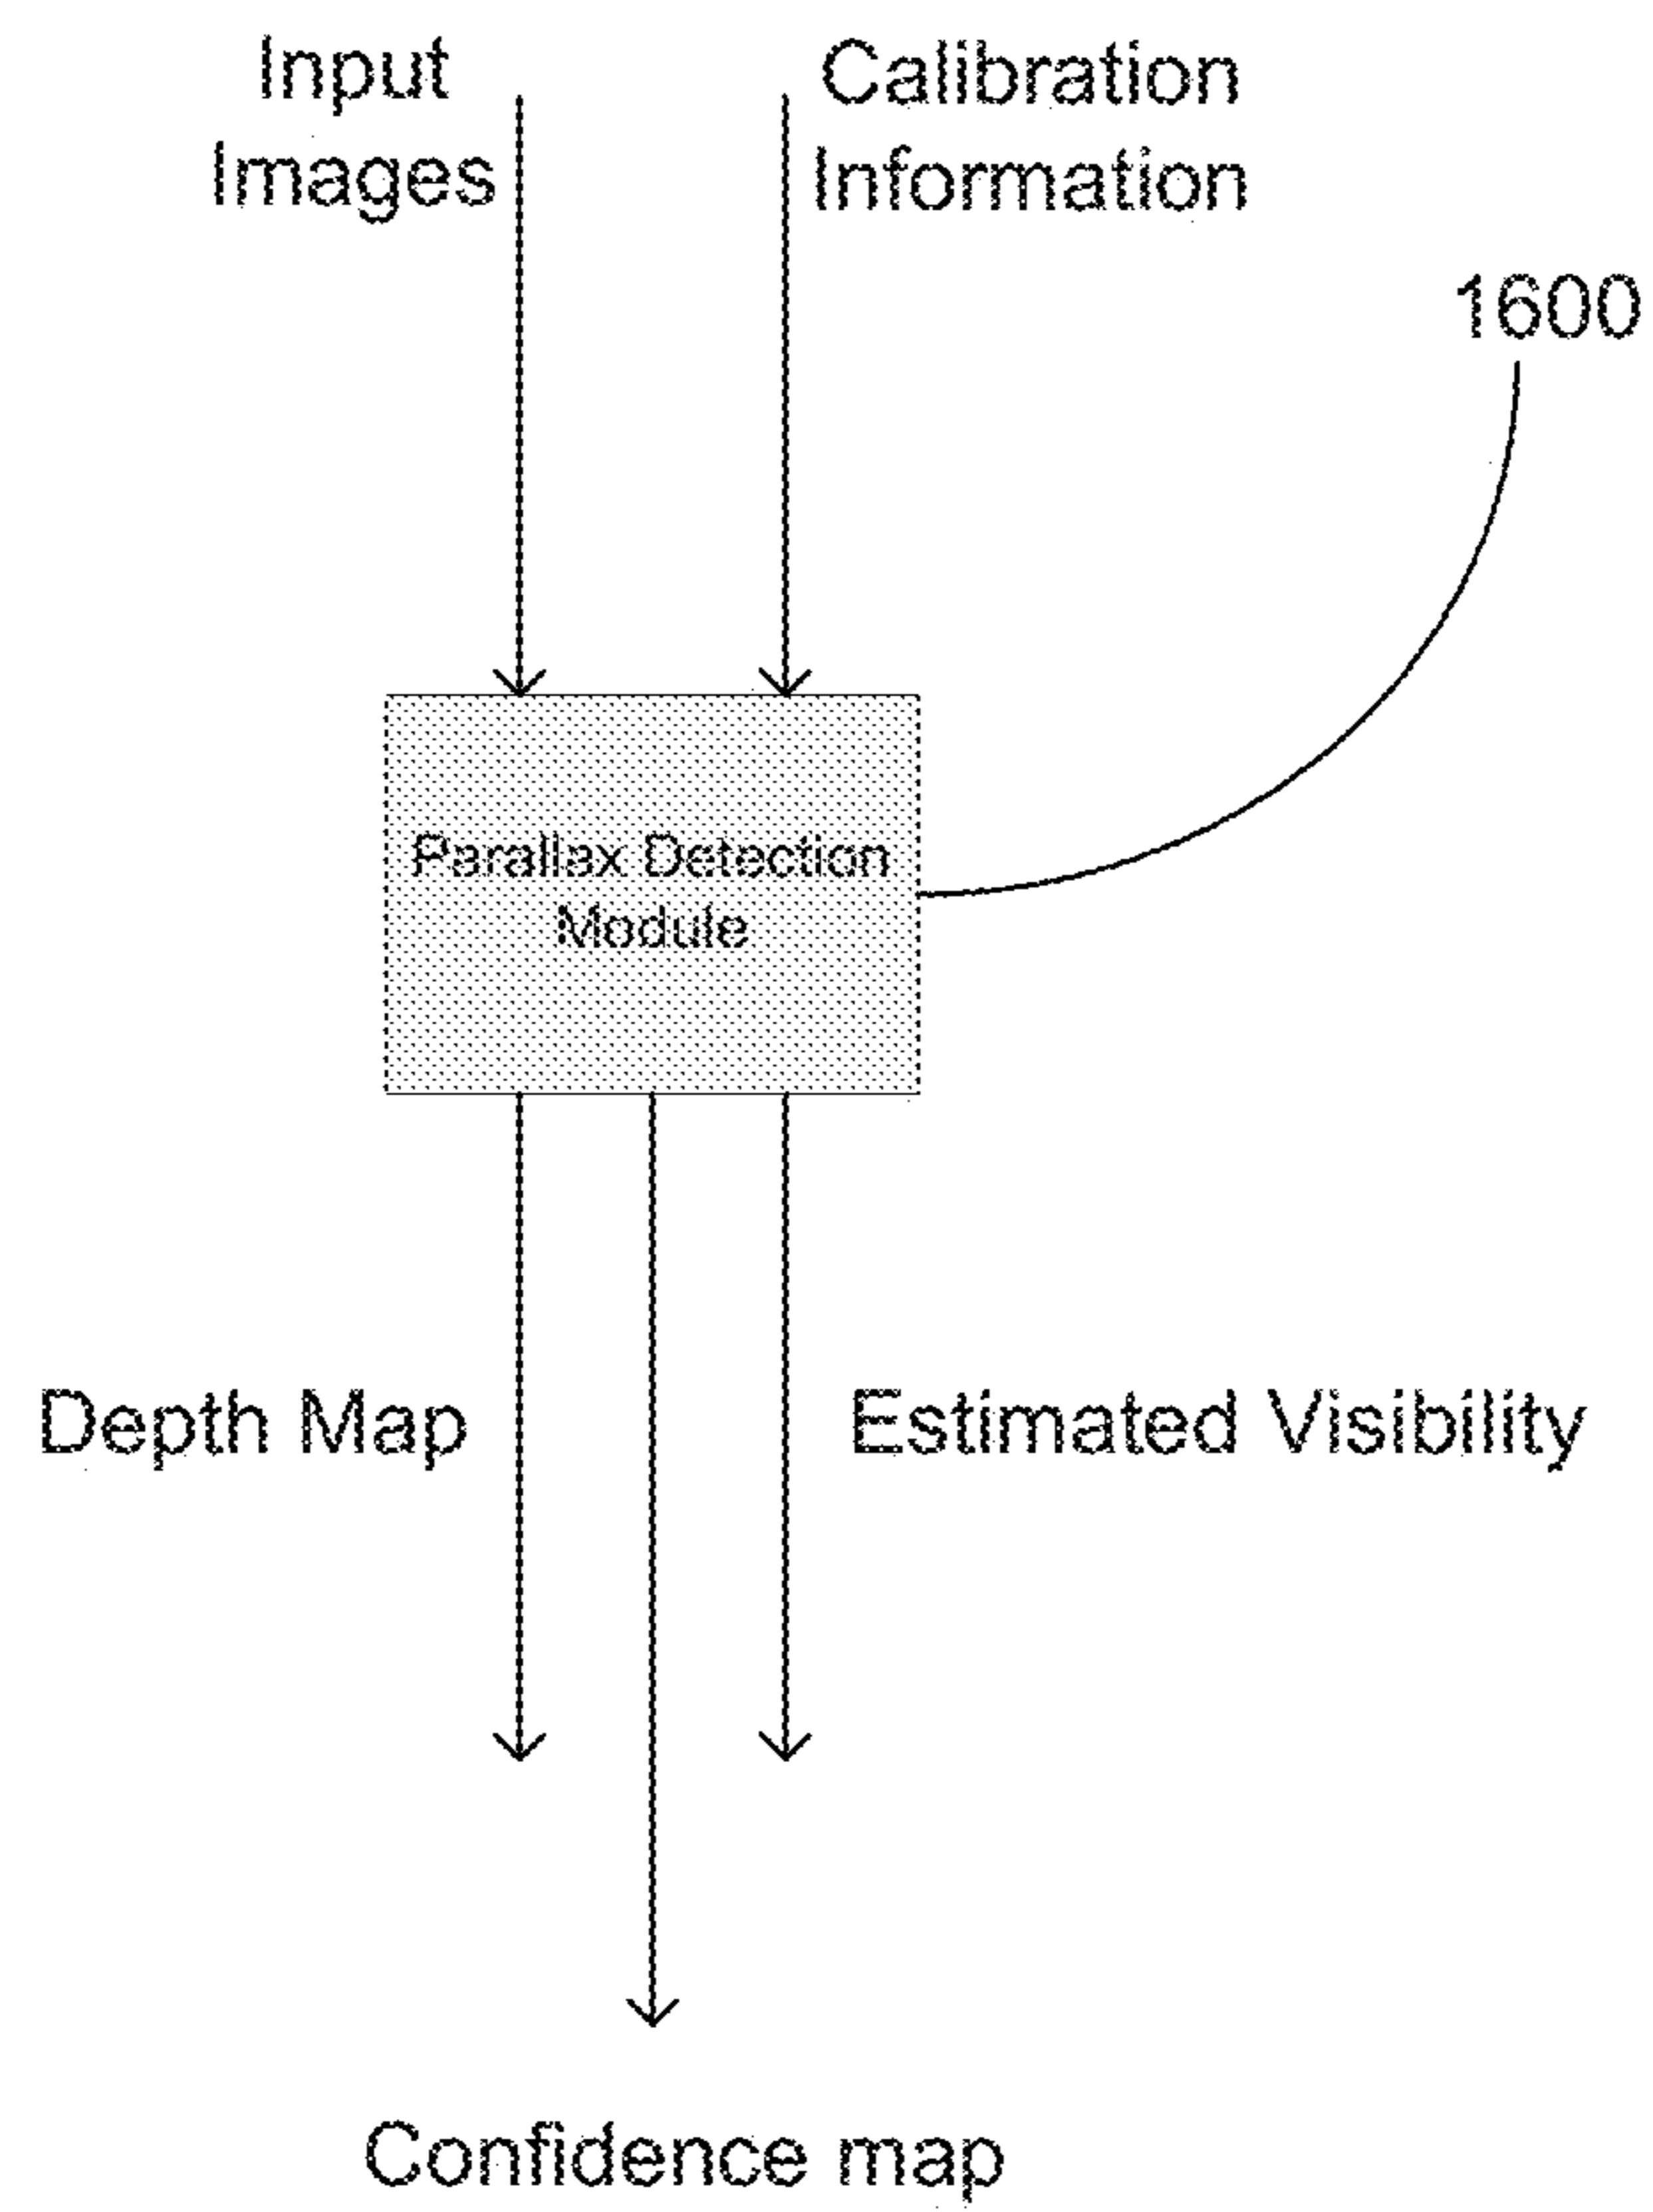 Input
Images
Calibration
Information
1600
Parallax Detection
Module
Depth Map
Estimated Visibility
Confidence map